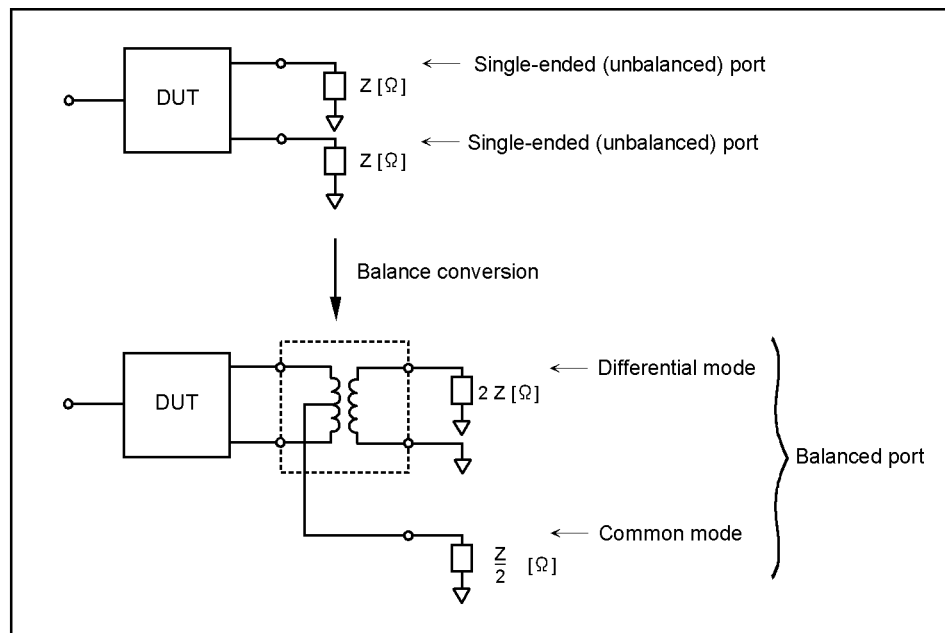 Single-ended (unbalanced) port
DUT
Z [Ω]
Single-ended (unbalanced) port
Z [Ω]
Balance conversion
Differential mode
2 Z [Ω]
DUT
Balanced port
Common mode
Z/2 [Ω]